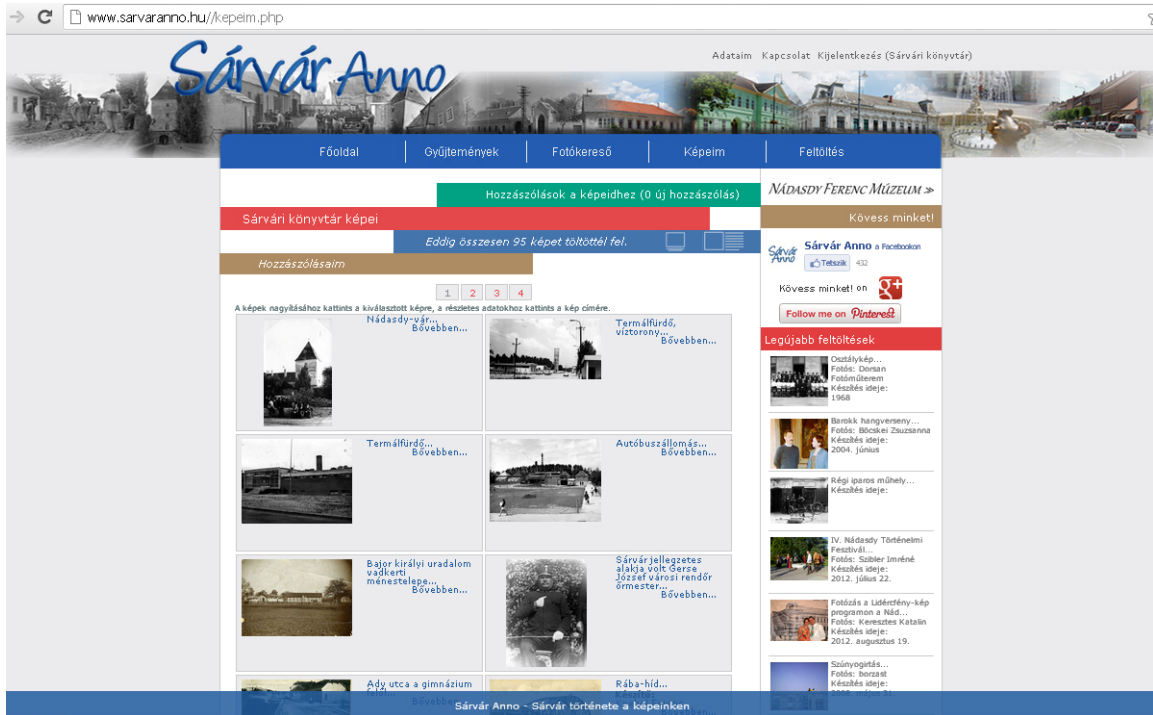 www.sarvaranno.hu//kepeim.php
Sárvár Anno
Adataim Kapcsolat Kijelentkezés (Sárvári könyvtár)
Főoldal
Gyűjtemények
Fotókereső
Képeim
Feltöltés
Hozzászólások a képeidhez (0 új hozzászólás)
Sárvári könyvtár képei
Eddig összesen 95 képet töltöttél fel.
Hozzászólásaim
1 2 3 4
A képek nagyításához kattints a kiválasztott képre, a részletes adatokhoz kattints a kép címére.
Nádasdy-vár...
Bővebben...
Termálfürdő,
víztorony...
Bővebben...
Termálfürdő...
Bővebben...
Autóbuszállomás...
Bővebben...
Bajor királyi uradalom
vadkerti
ménestelepe...
Bővebben...
Sárvár jellegzetes
alakja volt Gerse
József városi rendőr
őrmester...
Bővebben...
Ady utca a gimnázium
felől...
Rába-híd...
NÁDASDY FERENC MÚZEUM »
Kövess minket!
Sárvár Anno
Sárvár Anno a Facebookon
Tetszik 432
Kövess minket! on g+
Follow me on Pinterest
Legújabb feltöltések
Osztálykép...
Fotós: Dorsan
Fotóműterem
Készítés ideje:
1968
Barokk hangverseny...
Fotós: Böcskei Zsuzsanna
Készítés ideje:
2004. június
Régi iparos műhely...
Készítés ideje:
IV. Nádasdy Történelmi
Fesztivál...
Fotós: Szibler Imréné
Készítés ideje:
2012. július 22.
Fotózás a Lidércfény-kép
programon a Nád...
Fotós: Keresztes Katalin
Készítés ideje:
2012. augusztus 19.
Szúnyogirtás...
Fotós: borzast
Készítés ideje:
Sárvár Anno - Sárvár története a képeinken